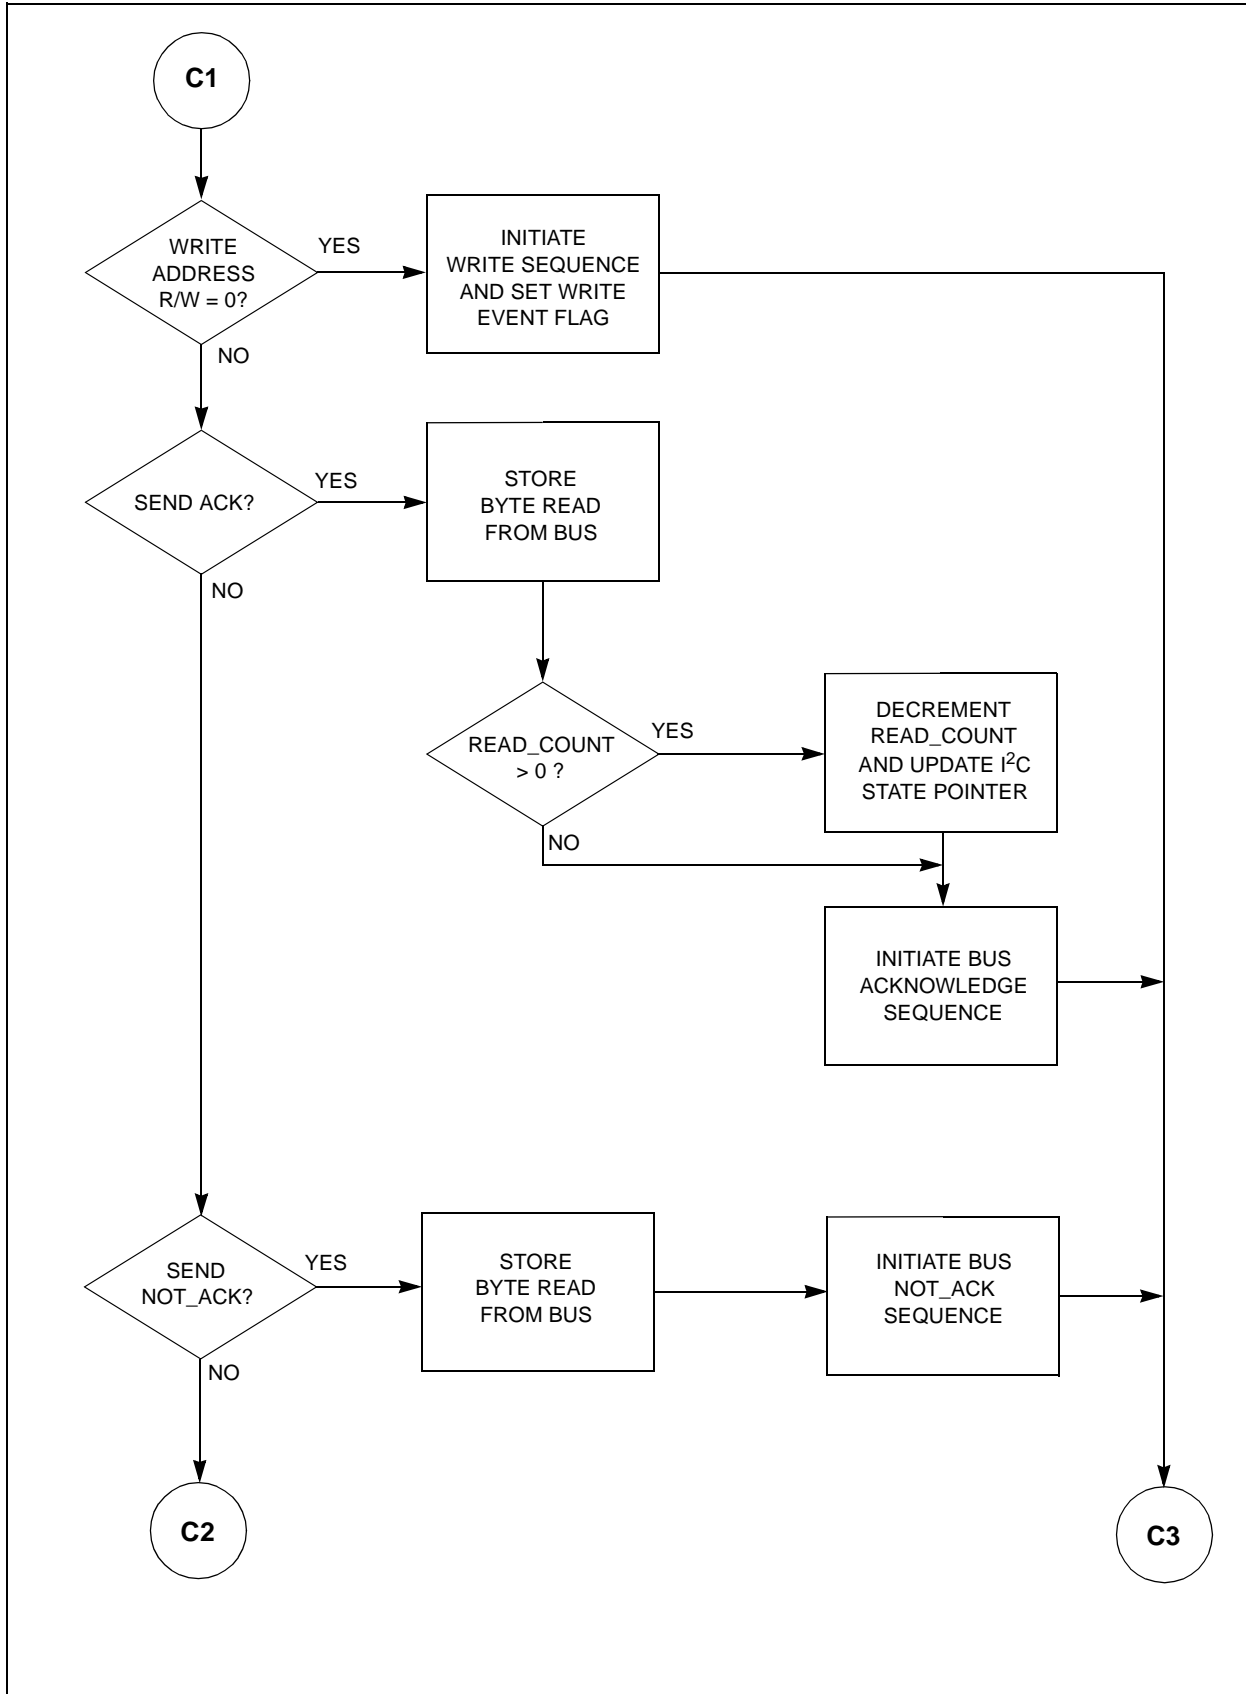 C1
WRITE
ADDRESS
R/W = 0?
YES
INITIATE
WRITE SEQUENCE
AND SET WRITE
EVENT FLAG
NO
SEND ACK?
YES
STORE
BYTE READ
FROM BUS
NO
READ_COUNT
> 0 ?
YES
DECREMENT
READ_COUNT
AND UPDATE I²C
STATE POINTER
NO
INITIATE BUS
ACKNOWLEDGE
SEQUENCE
SEND
NOT_ACK?
YES
STORE
BYTE READ
FROM BUS
INITIATE BUS
NOT_ACK
SEQUENCE
NO
C2
C3